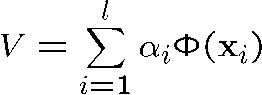 V = \sum_{i=1}^{l} \alpha_i \Phi(\mathbf{x}_i)